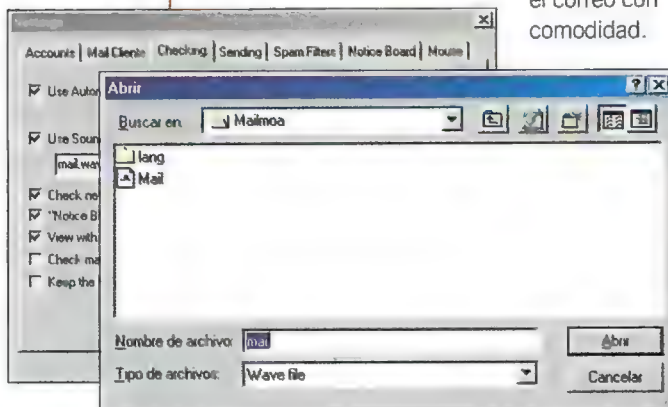 el correo con
comodidad.
Settings
Accounts | Mail Cliente | Checking | Sending | Spam Filters | Notice Board | Mouse
Use Auton
Use Soun
mail.wav
Check ne
"Notice B
View with
Check ma
Keep the
Abrir
Buscar en: Mailmoa
lang
Mail
Nombre de archivo: mail
Abrir
Tipo de archivos: Wave file
Cancelar